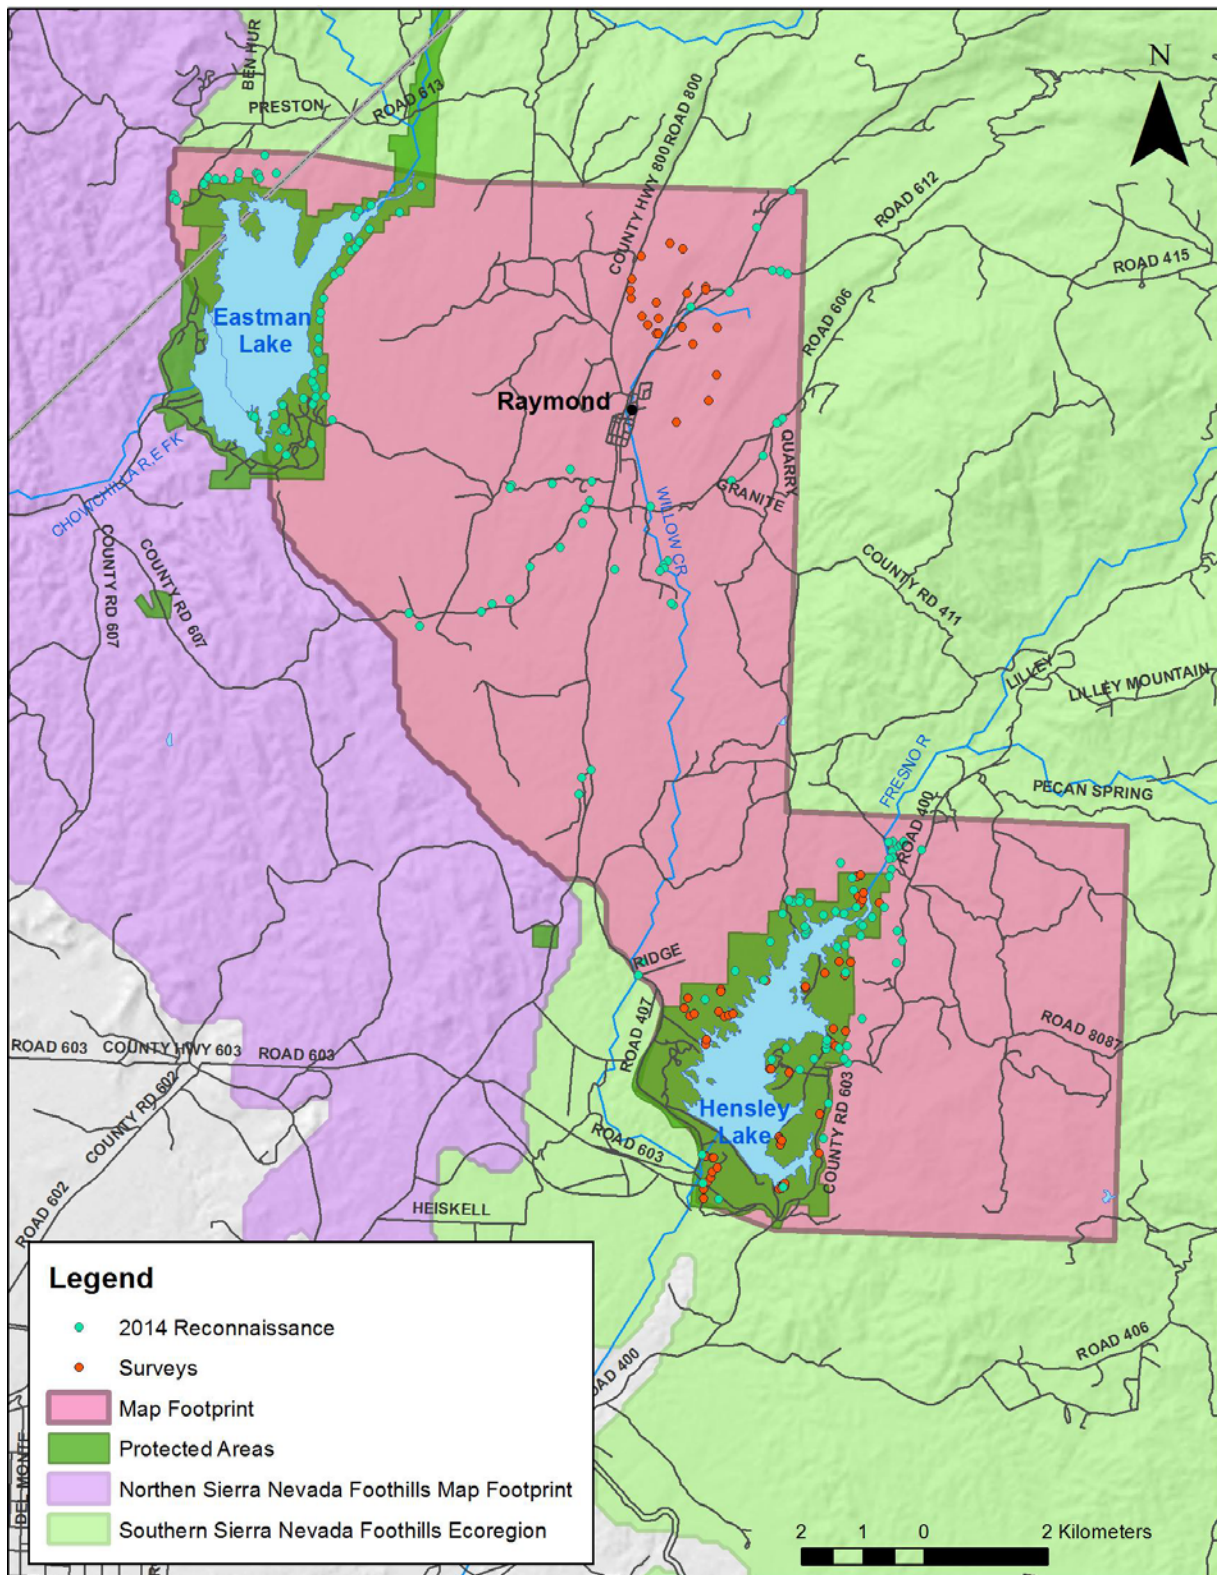 N
BEN HUR
PRESTON
ROAD 613
COUNTY HWY 800
ROAD 800
ROAD 612
ROAD 415
ROAD 606
Eastman
Lake
Raymond
QUARRY
GRANITE
CHOWCHILLA R,E FK
WILLOW CR
COUNTY RD 607
COUNTY RD 607
COUNTY RD 411
LILLEY
LILLEY MOUNTAIN
FRESNO R
PECAN SPRING
ROAD 400
RIDGE
ROAD 407
ROAD 8087
ROAD 603
COUNTY HWY 603
ROAD 603
COUNTY RD 602
Hensley
Lake
ROAD 603
COUNTY RD 603
ROAD 602
HEISKELL
ROAD 406
OAD 400
DEL MONTE
Legend
2014 Reconnaissance
Surveys
Map Footprint
Protected Areas
Northen Sierra Nevada Foothills Map Footprint
Southern Sierra Nevada Foothills Ecoregion
2 1 0 2 Kilometers